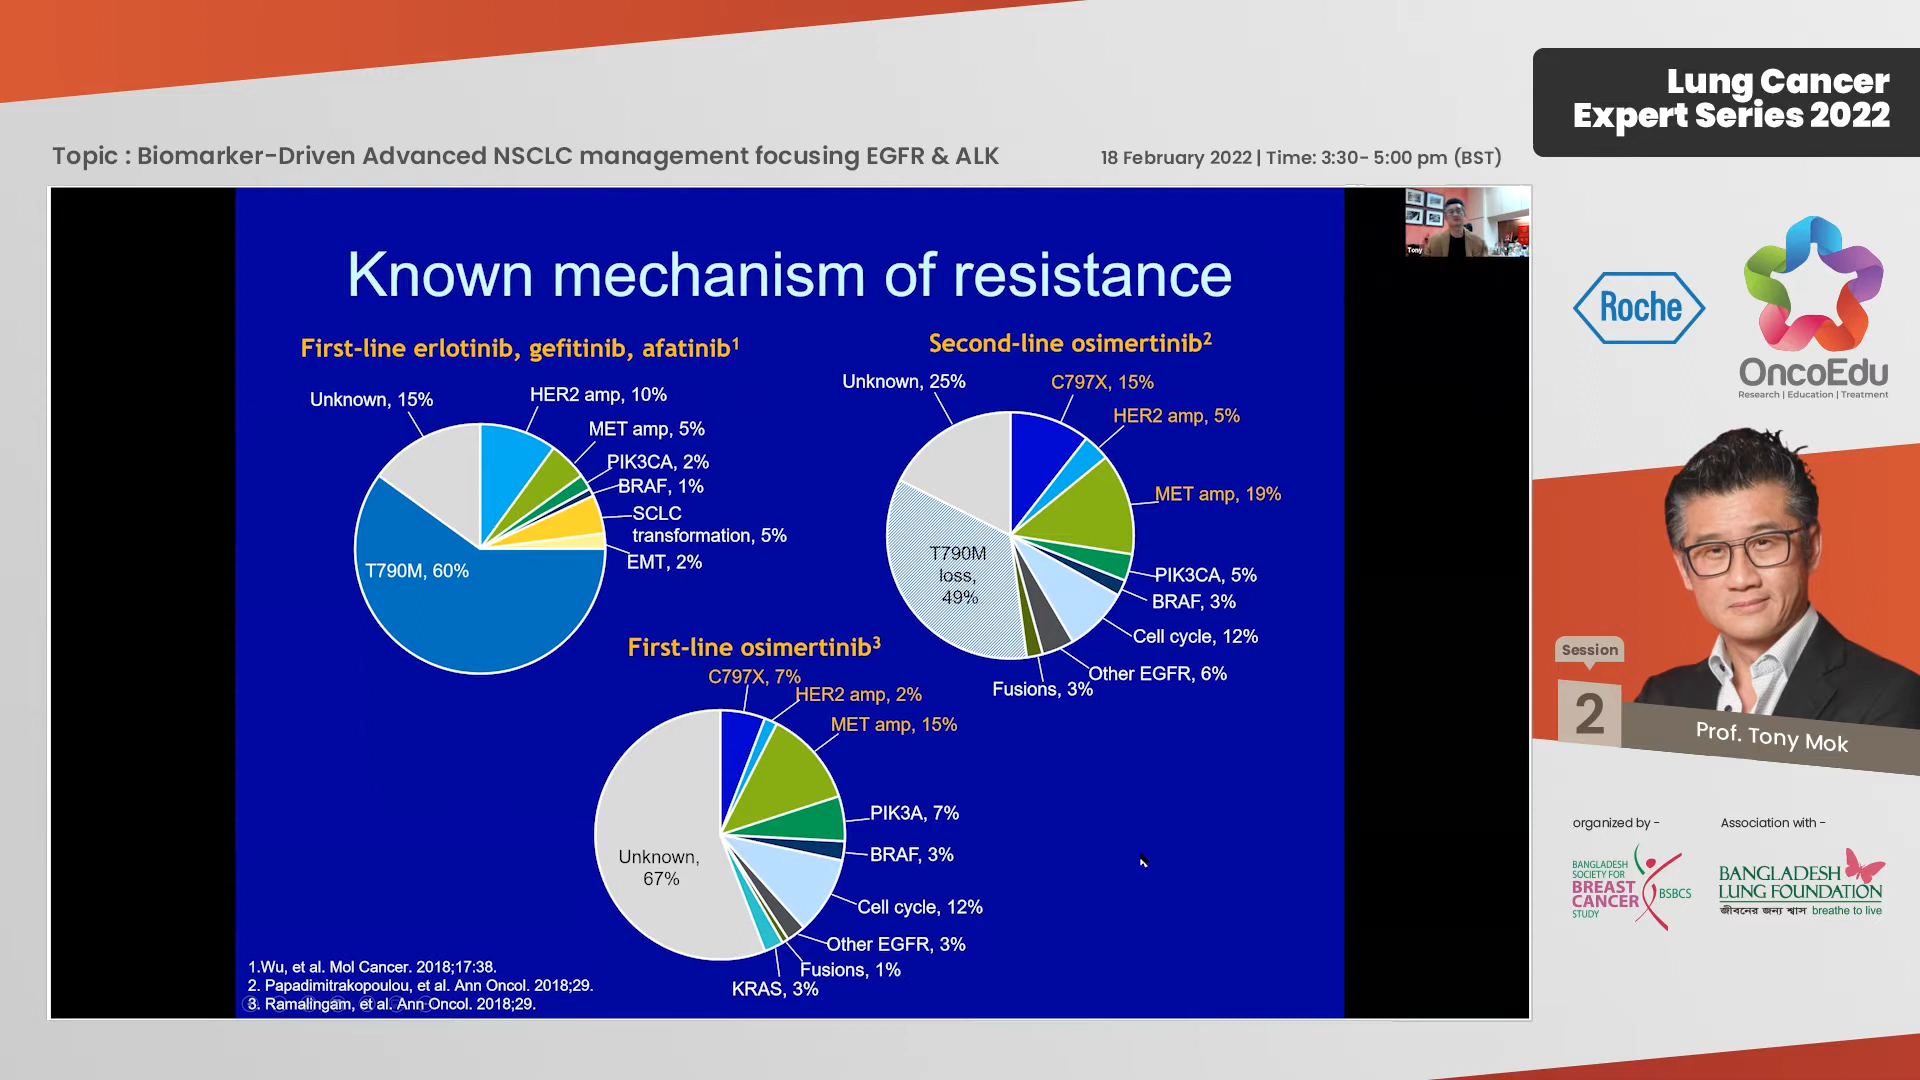 Lung Cancer
Expert Series 2022
Topic : Biomarker-Driven Advanced NSCLC management focusing EGFR & ALK
18 February 2022 | Time: 3:30- 5:00 pm (BST)
Tony
Known mechanism of resistance
First-line erlotinib, gefitinib, afatinib1
Unknown, 15%
HER2 amp, 10%
MET amp, 5%
PIK3CA, 2%
BRAF, 1%
SCLC
transformation, 5%
EMT, 2%
T790M, 60%
Second-line osimertinib2
Unknown, 25%
C797X, 15%
HER2 amp, 5%
MET amp, 19%
PIK3CA, 5%
BRAF, 3%
Cell cycle, 12%
Other EGFR, 6%
Fusions, 3%
T790M
loss,
49%
First-line osimertinib3
C797X, 7%
HER2 amp, 2%
MET amp, 15%
PIK3A, 7%
BRAF, 3%
Cell cycle, 12%
Other EGFR, 3%
Fusions, 1%
KRAS, 3%
Unknown,
67%
1.Wu, et al. Mol Cancer. 2018;17:38.
2. Papadimitrakopoulou, et al. Ann Oncol. 2018;29.
3. Ramalingam, et al. Ann Oncol. 2018;29.
Roche
OncoEdu
Research | Education | Treatment
Session
2
Prof. Tony Mok
organized by -
Association with -
BANGLADESH
SOCIETY FOR
BREAST
CANCER
STUDY
BSBCS
BANGLADESH
LUNG FOUNDATION
জীবনের জন্য শ্বাস breathe to live